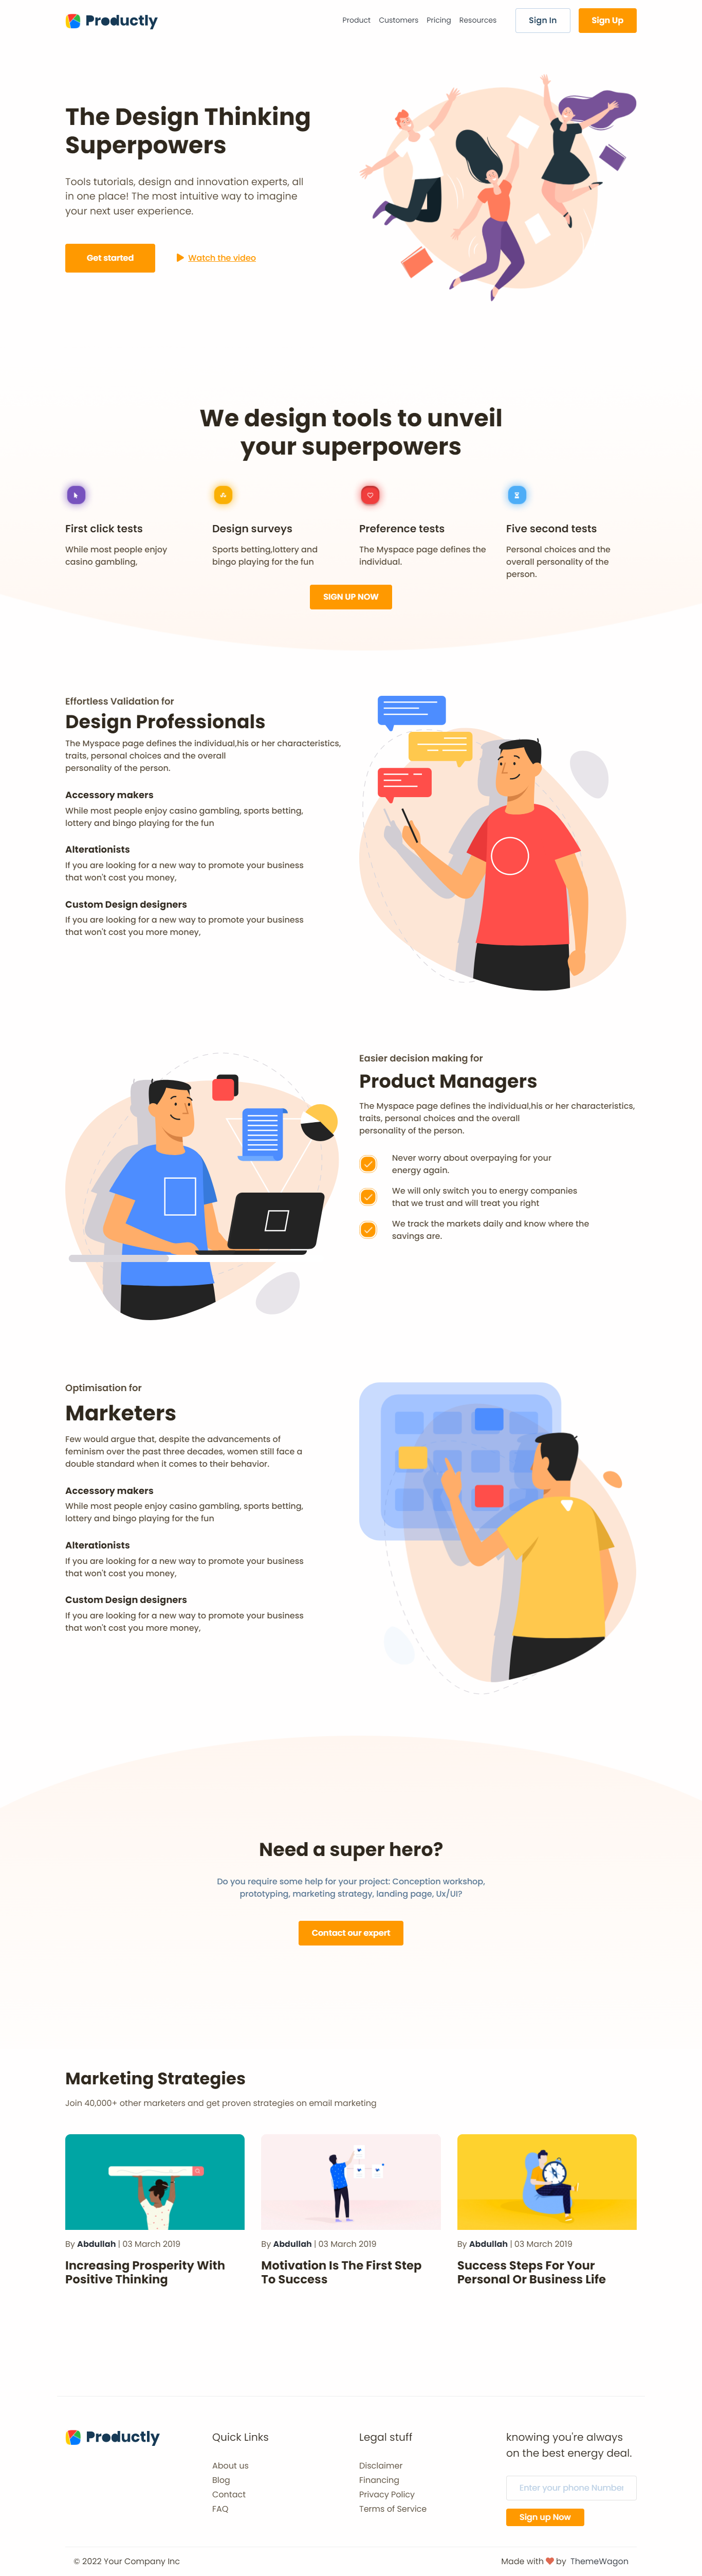 Productly
Product Customers Pricing Resources Sign In Sign Up
The Design Thinking
Superpowers
Tools tutorials, design and innovation experts, all
in one place! The most intuitive way to imagine
your next user experience.
Get started Watch the video
We design tools to unveil
your superpowers
First click tests
While most people enjoy
casino gambling,
Design surveys
Sports betting,lottery and
bingo playing for the fun
Preference tests
The Myspace page defines the
individual.
Five second tests
Personal choices and the
overall personality of the
person.
SIGN UP NOW
Effortless Validation for
Design Professionals
The Myspace page defines the individual,his or her characteristics,
traits, personal choices and the overall
personality of the person.
Accessory makers
While most people enjoy casino gambling, sports betting,
lottery and bingo playing for the fun
Alterationists
If you are looking for a new way to promote your business
that won't cost you money,
Custom Design designers
If you are looking for a new way to promote your business
that won't cost you more money,
Easier decision making for
Product Managers
The Myspace page defines the individual,his or her characteristics,
traits, personal choices and the overall
personality of the person.
Never worry about overpaying for your
energy again.
We will only switch you to energy companies
that we trust and will treat you right
We track the markets daily and know where the
savings are.
Optimisation for
Marketers
Few would argue that, despite the advancements of
feminism over the past three decades, women still face a
double standard when it comes to their behavior.
Accessory makers
While most people enjoy casino gambling, sports betting,
lottery and bingo playing for the fun
Alterationists
If you are looking for a new way to promote your business
that won't cost you money,
Custom Design designers
If you are looking for a new way to promote your business
that won't cost you more money,
Need a super hero?
Do you require some help for your project: Conception workshop,
prototyping, marketing strategy, landing page, Ux/UI?
Contact our expert
Marketing Strategies
Join 40,000+ other marketers and get proven strategies on email marketing
By Abdullah | 03 March 2019
Increasing Prosperity With
Positive Thinking
By Abdullah | 03 March 2019
Motivation Is The First Step
To Success
By Abdullah | 03 March 2019
Success Steps For Your
Personal Or Business Life
Productly
Quick Links
About us
Blog
Contact
FAQ
Legal stuff
Disclaimer
Financing
Privacy Policy
Terms of Service
knowing you're always
on the best energy deal.
Enter your phone Number
Sign up Now
© 2022 Your Company Inc
Made with by ThemeWagon